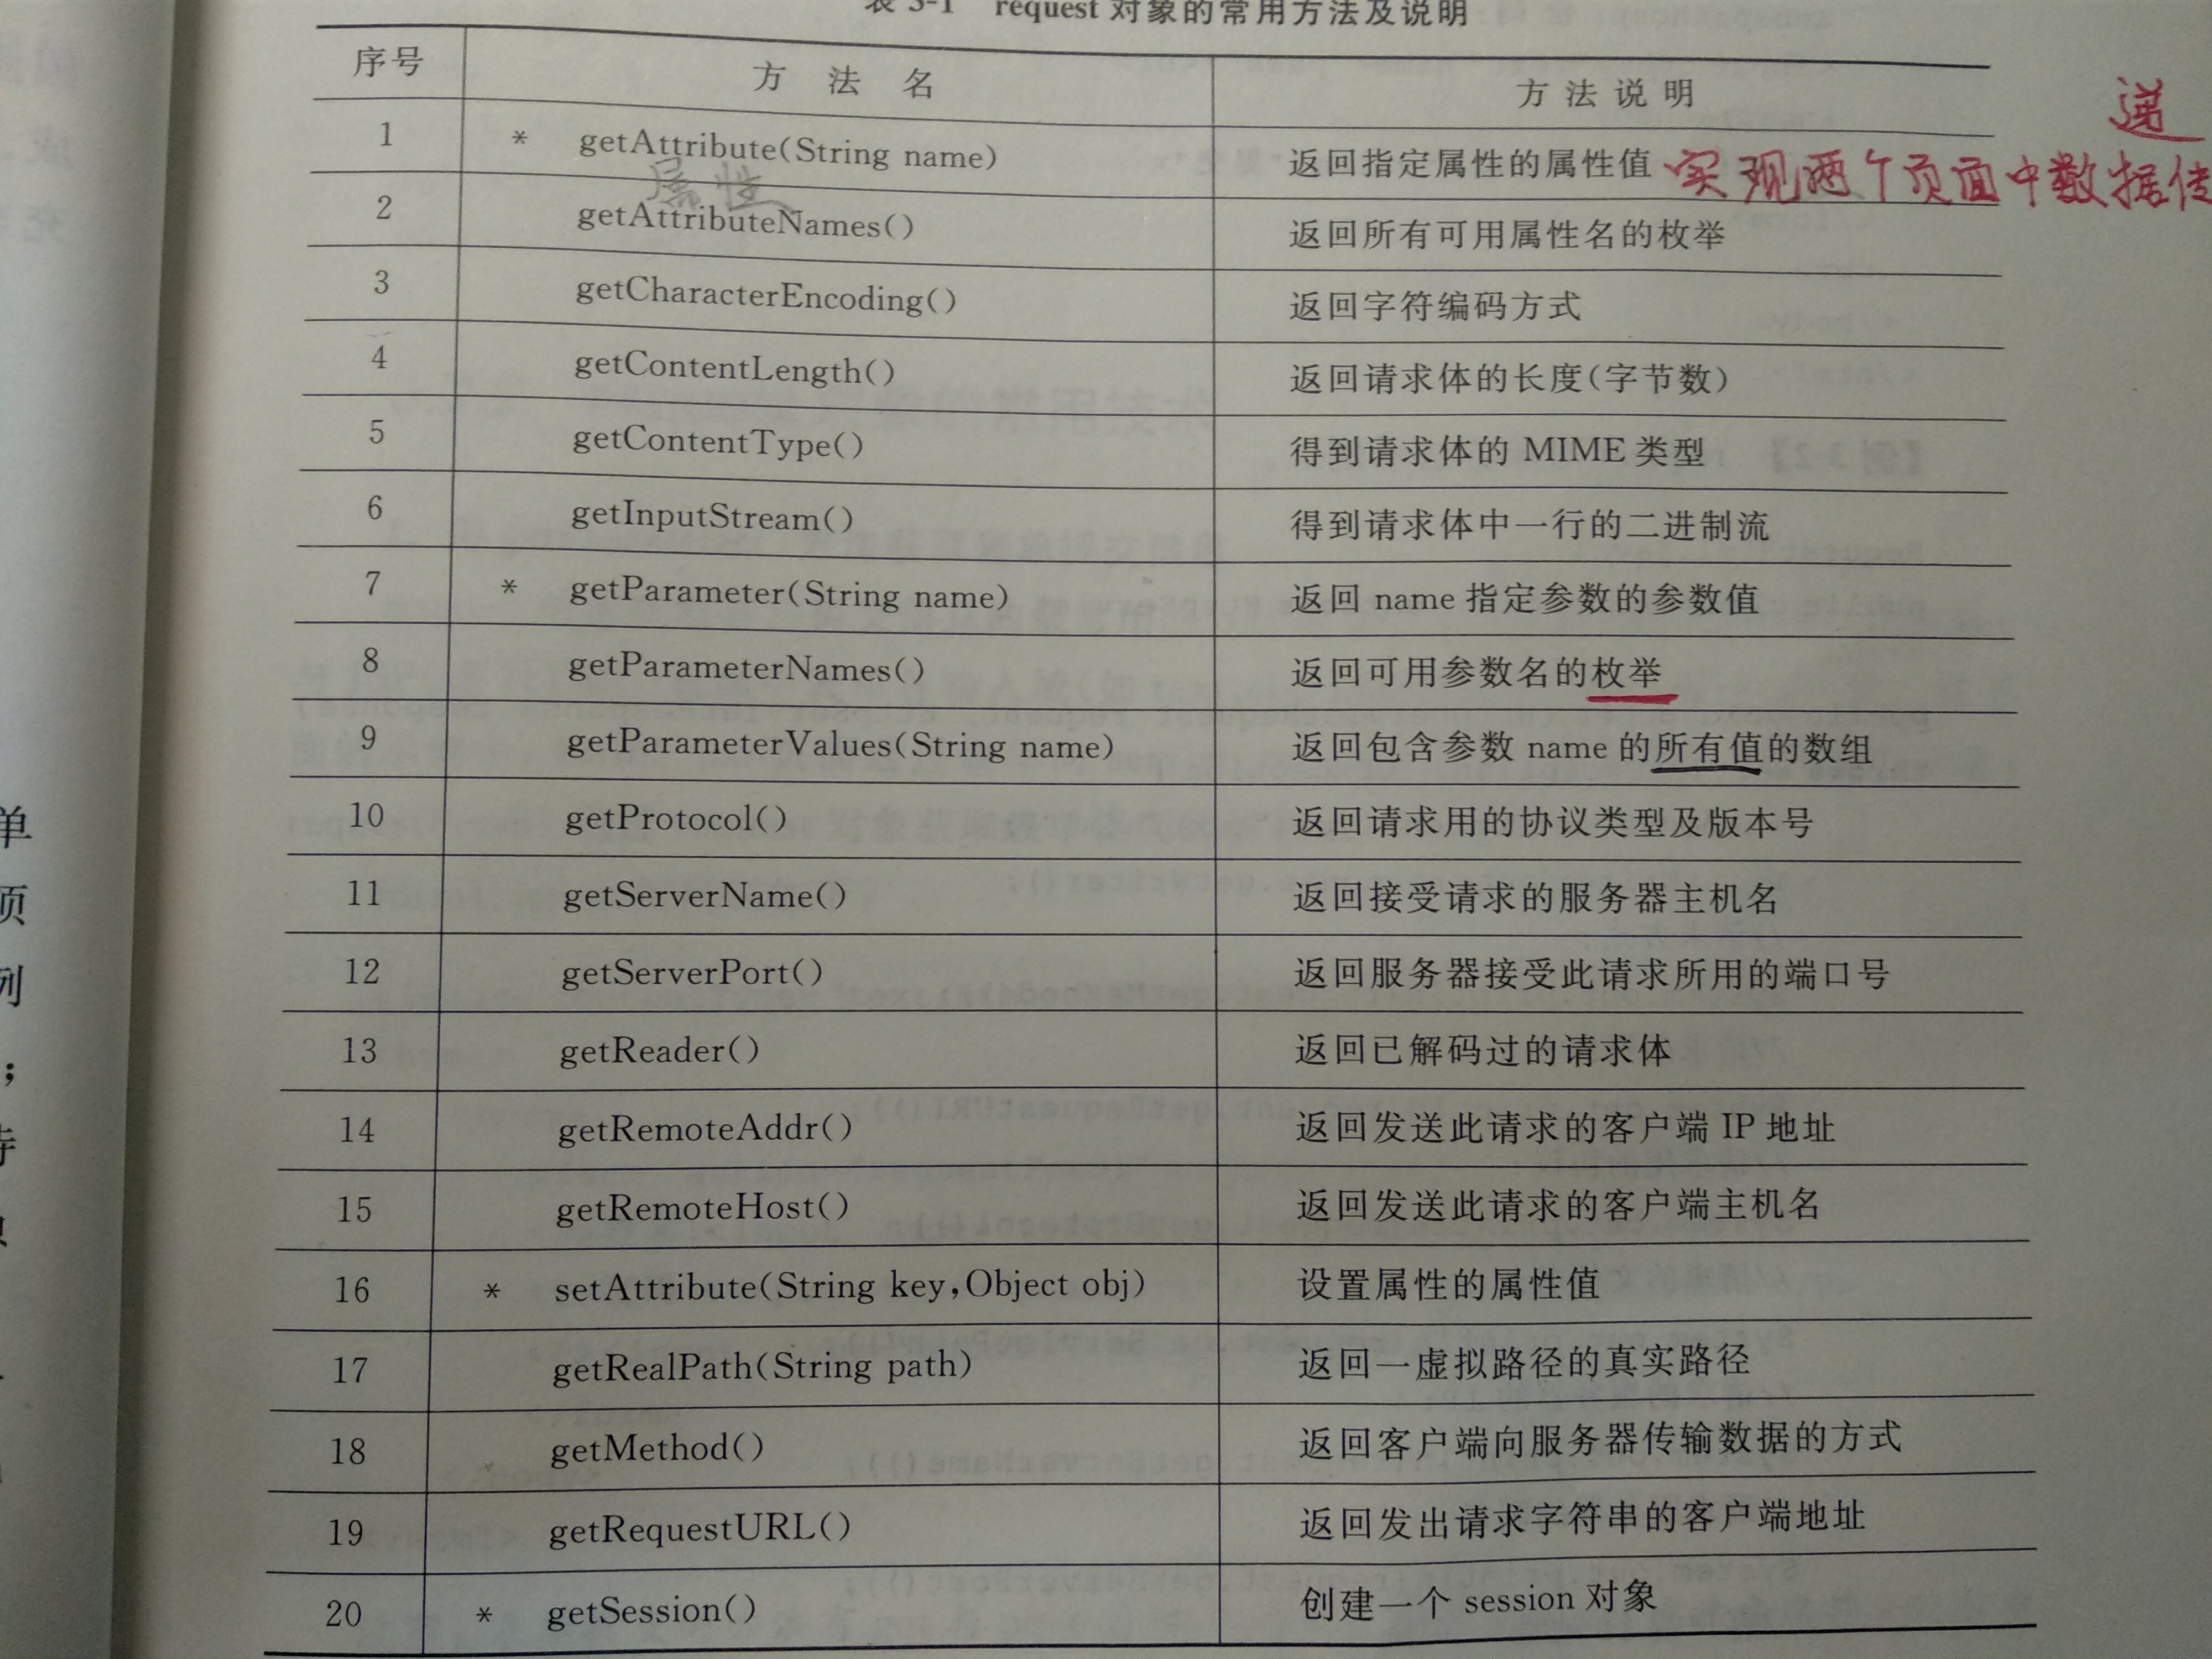 表 3-1 request 对象的常用方法及说明
序号 方 法 名 方 法 说 明
1 * getAttribute(String name) 返回指定属性的属性值 实现两个页面中数据传
递
属性
2 getAttributeNames() 返回所有可用属性名的枚举
3 getCharacterEncoding() 返回字符编码方式
4 getContentLength() 返回请求体的长度(字节数)
5 getContentType() 得到请求体的 MIME 类型
6 getInputStream() 得到请求体中一行的二进制流
7 * getParameter(String name) 返回 name 指定参数的参数值
8 getParameterNames() 返回可用参数名的枚举
9 getParameterValues(String name) 返回包含参数 name 的所有值的数组
10 getProtocol() 返回请求用的协议类型及版本号
11 getServerName() 返回接受请求的服务器主机名
12 getServerPort() 返回服务器接受此请求所用的端口号
13 getReader() 返回已解码过的请求体
14 getRemoteAddr() 返回发送此请求的客户端 IP 地址
15 getRemoteHost() 返回发送此请求的客户端主机名
16 * setAttribute(String key,Object obj) 设置属性的属性值
17 getRealPath(String path) 返回一虚拟路径的真实路径
18 getMethod() 返回客户端向服务器传输数据的方式
19 getRequestURL() 返回发出请求字符串的客户端地址
20 * getSession() 创建一个 session 对象
单
项
列
;